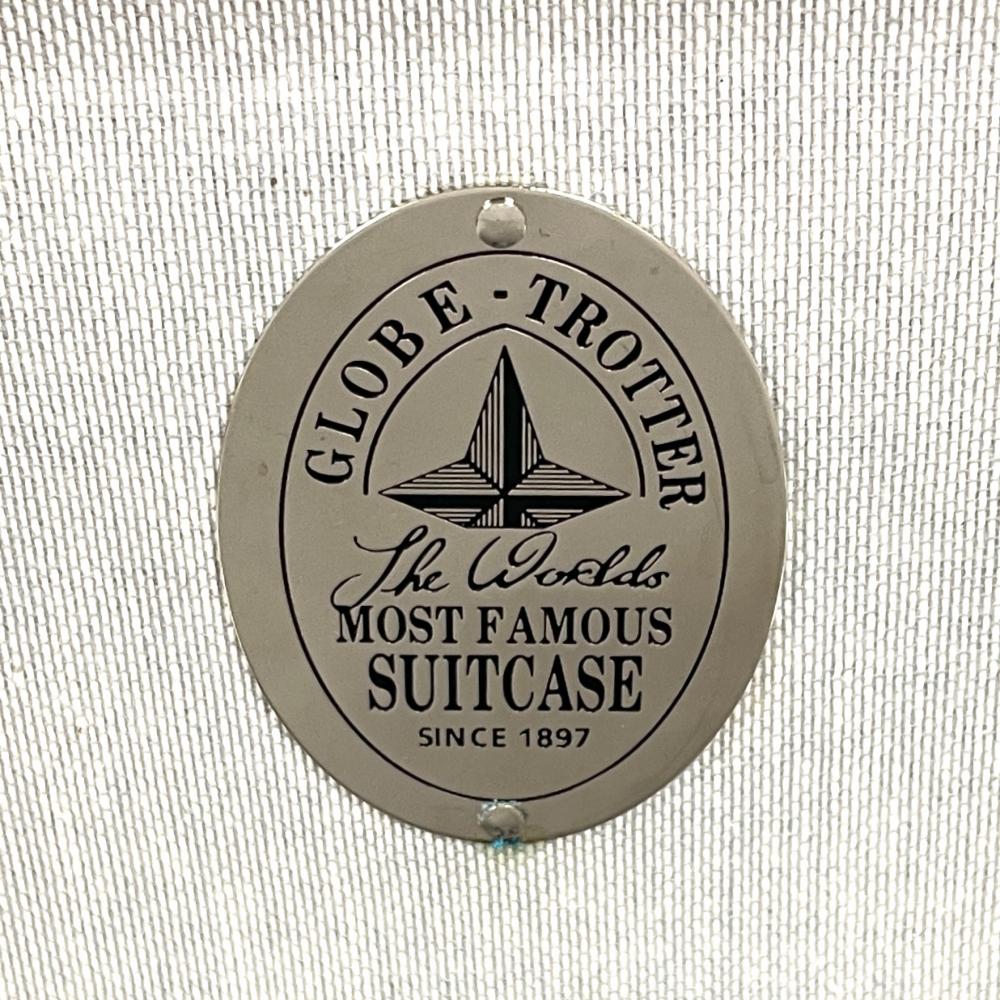 GLOBE-TROTTER
The Worlds
MOST FAMOUS
SUITCASE
SINCE 1897